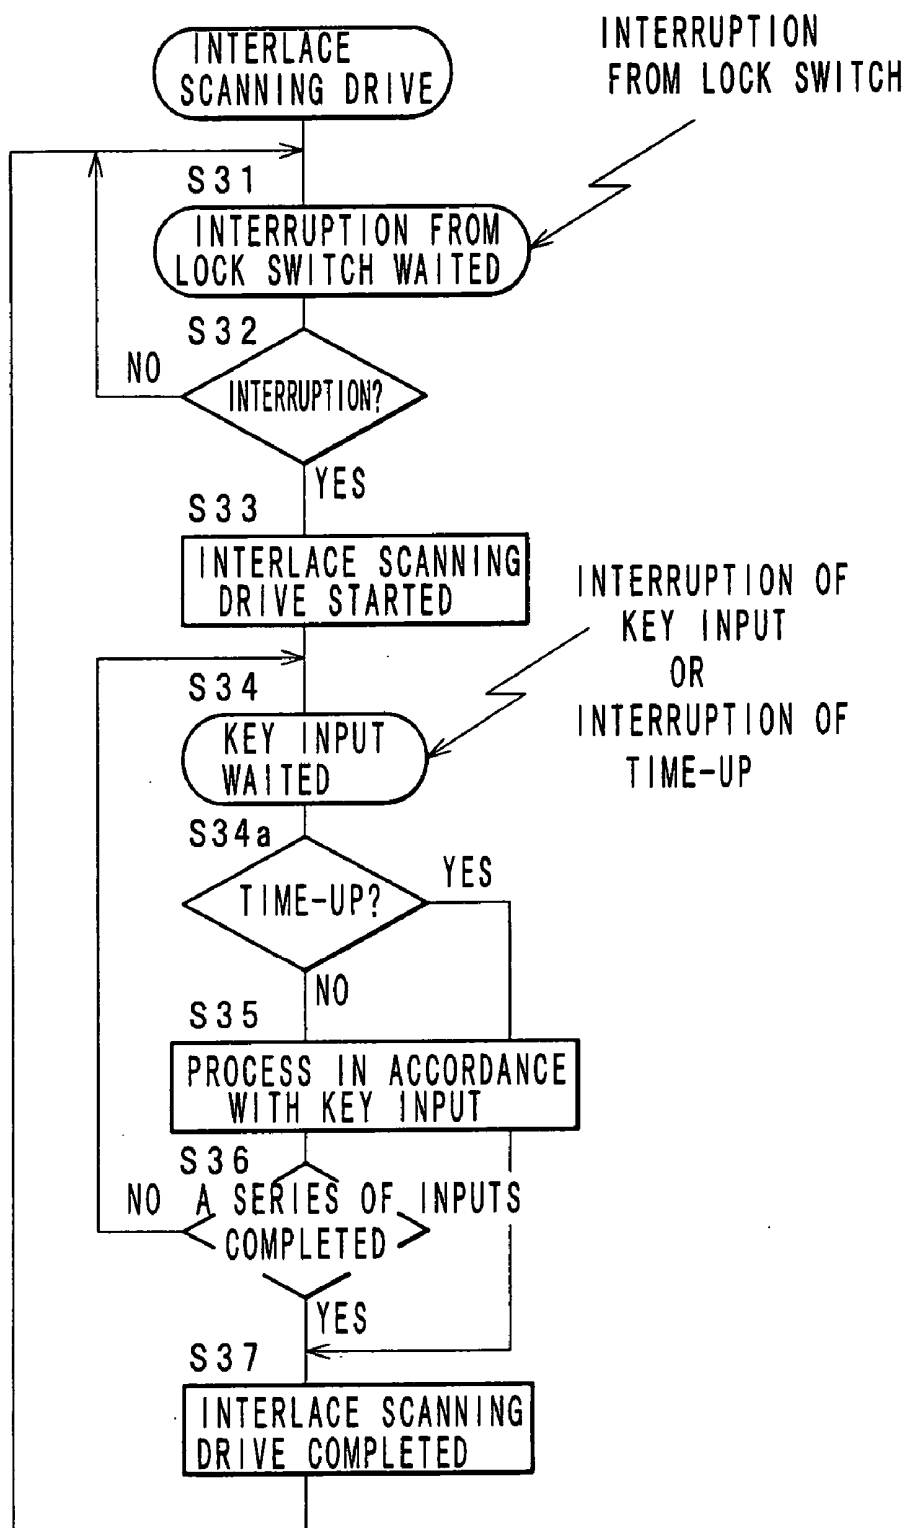 INTERLACE
SCANNING DRIVE
INTERRUPTION
FROM LOCK SWITCH
S31
INTERRUPTION FROM
LOCK SWITCH WAITED
S32
NO
INTERRUPTION?
YES
S33
INTERLACE SCANNING
DRIVE STARTED
INTERRUPTION OF
KEY INPUT
OR
INTERRUPTION OF
TIME-UP
S34
KEY INPUT
WAITED
S34a
YES
TIME-UP?
NO
S35
PROCESS IN ACCORDANCE
WITH KEY INPUT
S36
NO
A SERIES OF INPUTS
COMPLETED
YES
S37
INTERLACE SCANNING
DRIVE COMPLETED